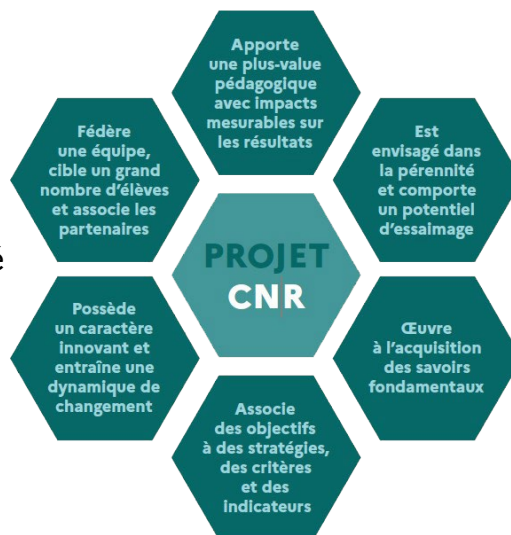 Apporte
une plus-value
pédagogique
avec impacts
mesurables sur
les résultats
Fédère
une équipe,
cible un grand
nombre d'élèves
et associe les
partenaires
Est
envisagé dans
la pérennité
et comporte
un potentiel
d'essaimage
é
PROJET
CNR
Possède
un caractère
innovant et
entraîne une
dynamique de
changement
Œuvre
à l'acquisition
des savoirs
fondamentaux
Associe
des objectifs
à des stratégies,
des critères
et des
indicateurs